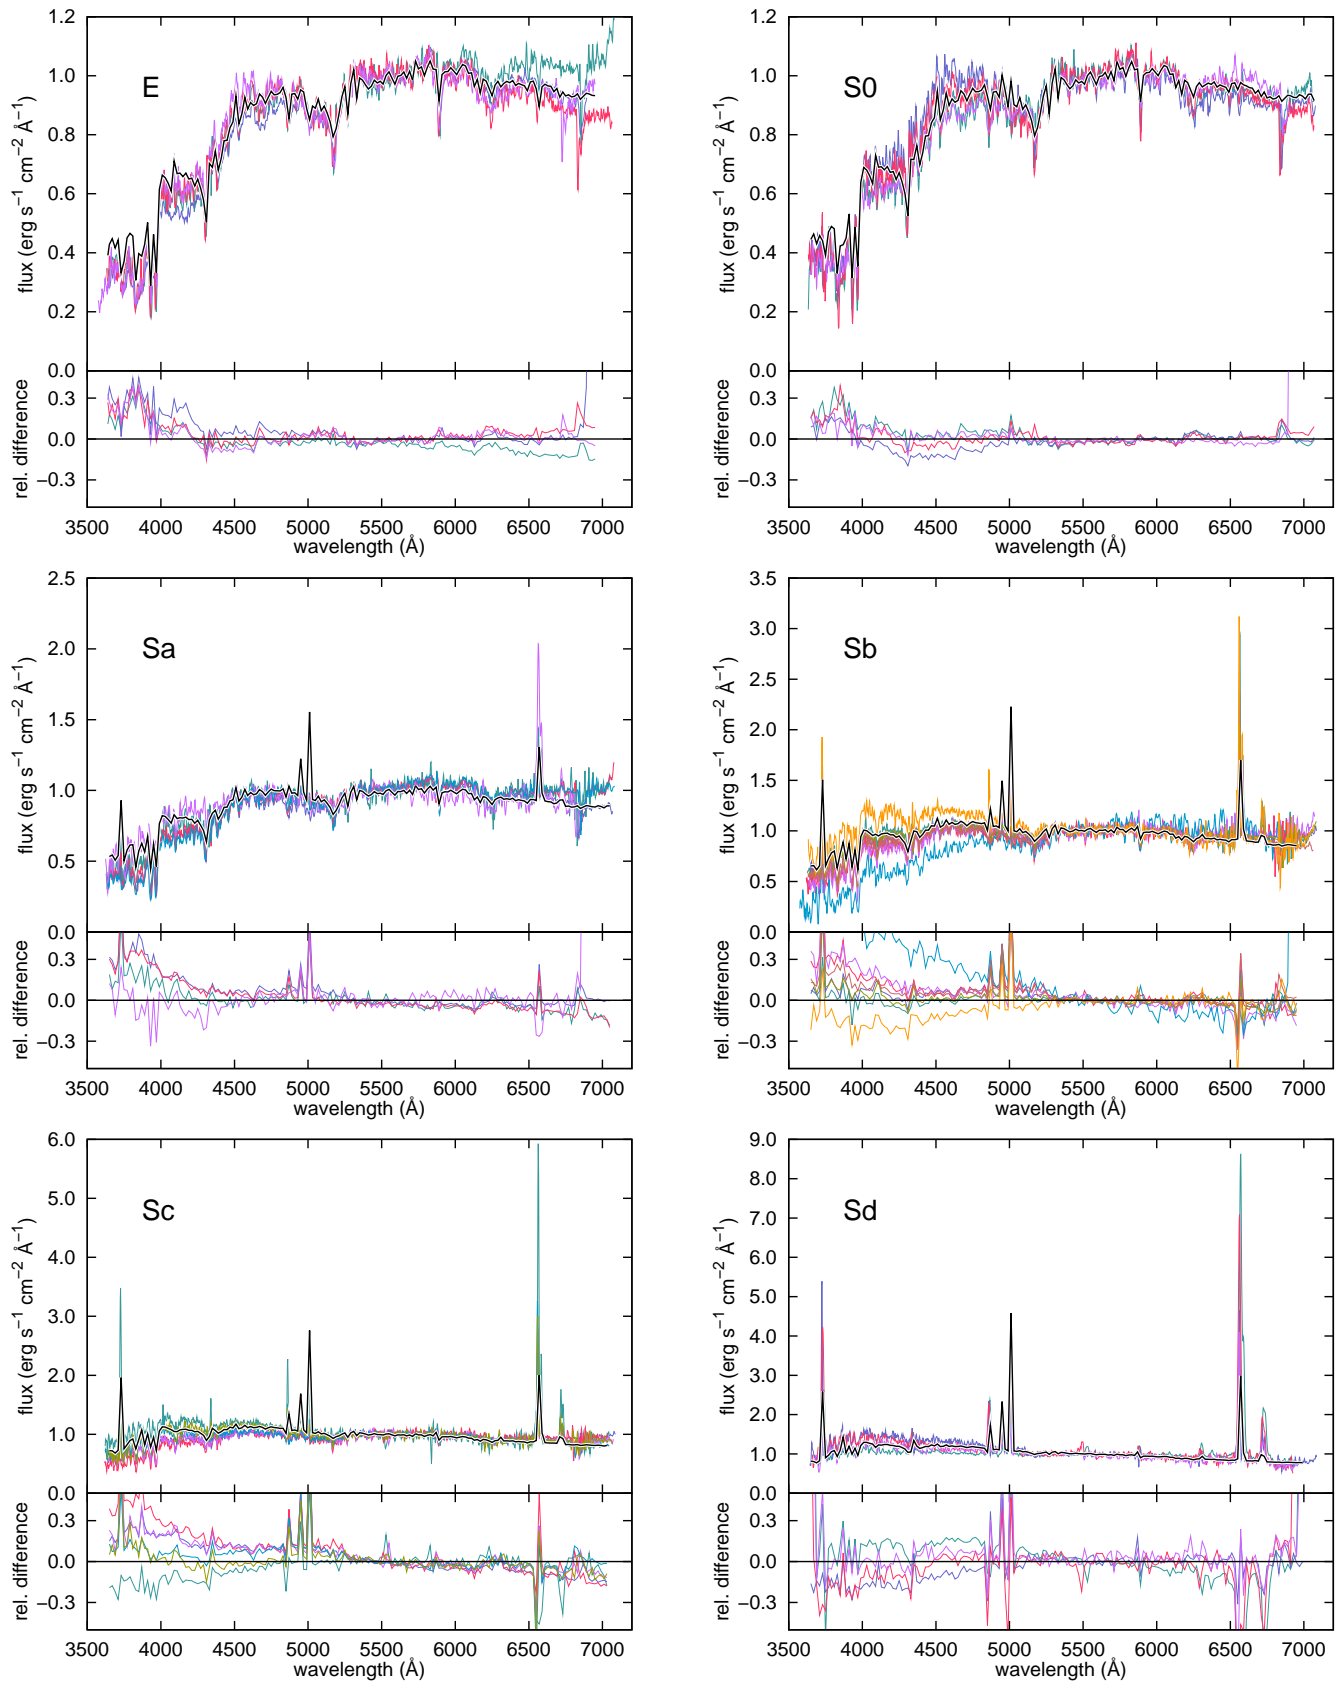 E
flux (erg s⁻¹ cm⁻² Å⁻¹)
1.2
1.0
0.8
0.6
0.4
0.2
0.0
rel. difference
0.3
0.0
−0.3
3500 4000 4500 5000 5500 6000 6500 7000
wavelength (Å)
S0
flux (erg s⁻¹ cm⁻² Å⁻¹)
1.2
1.0
0.8
0.6
0.4
0.2
0.0
rel. difference
0.3
0.0
−0.3
3500 4000 4500 5000 5500 6000 6500 7000
wavelength (Å)
Sa
flux (erg s⁻¹ cm⁻² Å⁻¹)
2.5
2.0
1.5
1.0
0.5
0.0
rel. difference
0.3
0.0
−0.3
3500 4000 4500 5000 5500 6000 6500 7000
wavelength (Å)
Sb
flux (erg s⁻¹ cm⁻² Å⁻¹)
3.5
3.0
2.5
2.0
1.5
1.0
0.5
0.0
rel. difference
0.3
0.0
−0.3
3500 4000 4500 5000 5500 6000 6500 7000
wavelength (Å)
Sc
flux (erg s⁻¹ cm⁻² Å⁻¹)
6.0
5.0
4.0
3.0
2.0
1.0
0.0
rel. difference
0.3
0.0
−0.3
3500 4000 4500 5000 5500 6000 6500 7000
wavelength (Å)
Sd
flux (erg s⁻¹ cm⁻² Å⁻¹)
9.0
8.0
7.0
6.0
5.0
4.0
3.0
2.0
1.0
0.0
rel. difference
0.3
0.0
−0.3
3500 4000 4500 5000 5500 6000 6500 7000
wavelength (Å)